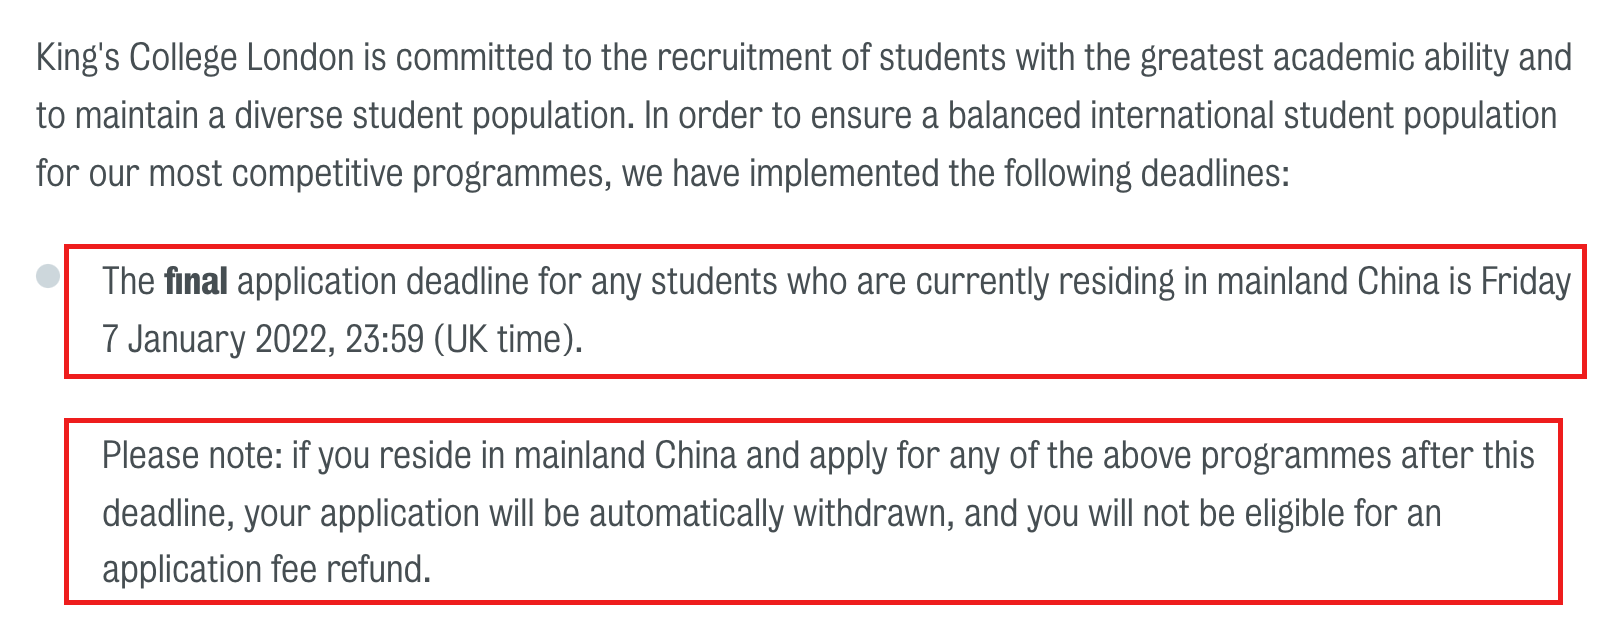 King's College London is committed to the recruitment of students with the greatest academic ability and
to maintain a diverse student population. In order to ensure a balanced international student population
for our most competitive programmes, we have implemented the following deadlines:
The final application deadline for any students who are currently residing in mainland China is Friday
7 January 2022, 23:59 (UK time).
Please note: if you reside in mainland China and apply for any of the above programmes after this
deadline, your application will be automatically withdrawn, and you will not be eligible for an
application fee refund.